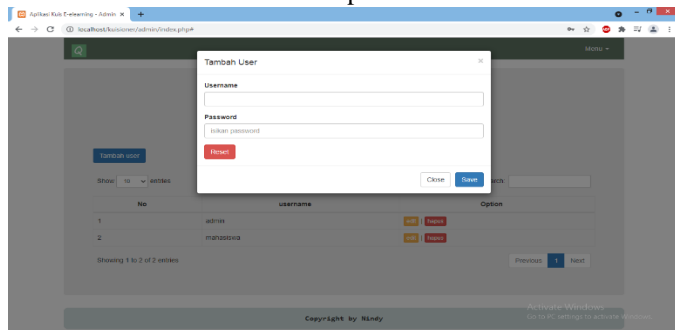 Aplikasi Kuis E-elearning - Admin
localhost/kuisioner/admin/index.php#
Menu
Tambah User
Username
Password
Isikan password
Reset
Close Save
Tambah user
Show 10 entries
No username Option
1 admin edit | hapus
2 mahasiswa edit | hapus
Showing 1 to 2 of 2 entries
Previous 1 Next
Copyright by Nindy
Activate Windows
Go to PC settings to activate Windows.